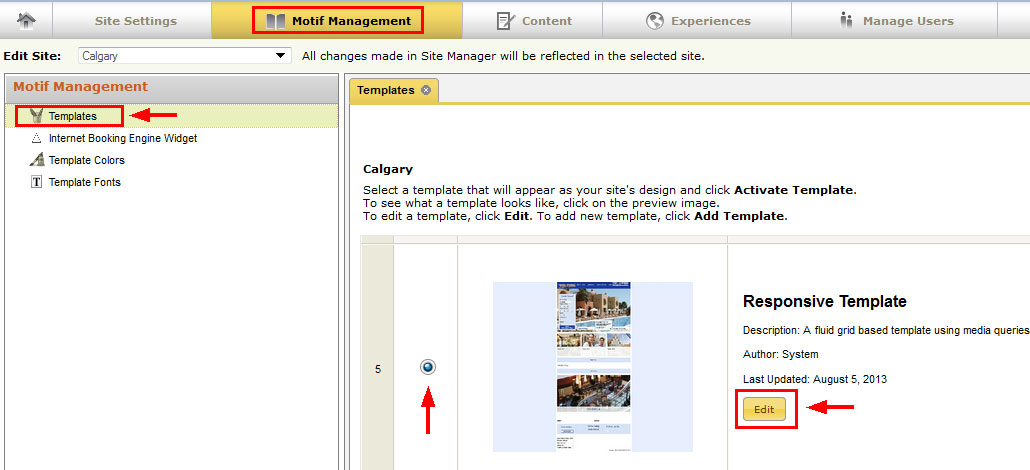 Site Settings
Motif Management
Content
Experiences
Manage Users
Edit Site:
Calgary
All changes made in Site Manager will be reflected in the selected site.
Motif Management
Templates
Internet Booking Engine Widget
Template Colors
T Template Fonts
Templates
Calgary
Select a template that will appear as your site's design and click Activate Template.
To see what a template looks like, click on the preview image.
To edit a template, click Edit. To add new template, click Add Template.
5
Responsive Template
Description: A fluid grid based template using media queries
Author: System
Last Updated: August 5, 2013
Edit